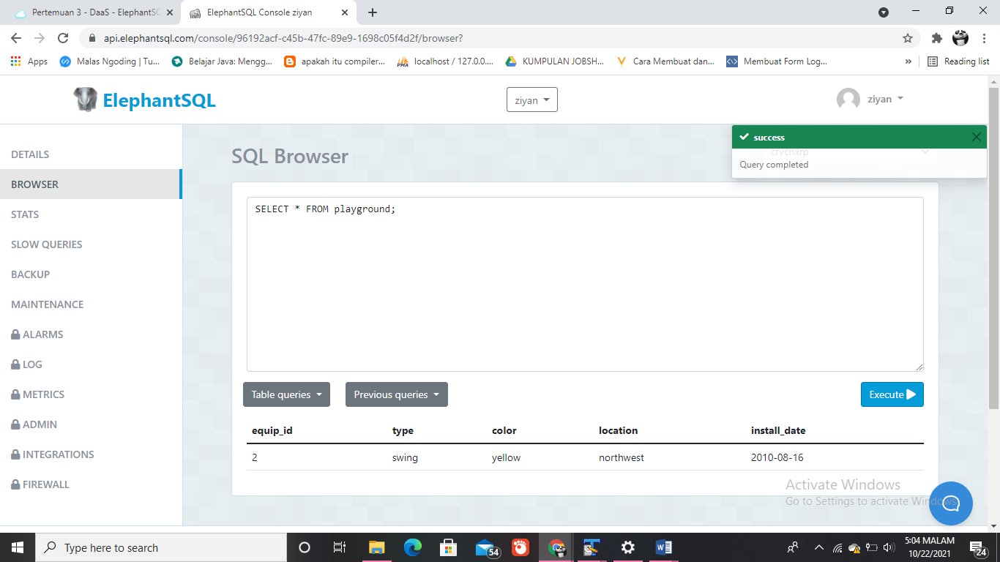 Pertemuan 3 - DaaS - ElephantSQ
ElephantSQL Console ziyan
api.elephantsql.com/console/96192acf-c45b-47fc-89e9-1698c05f4d2f/browser?
Apps
Malas Ngoding | Tu...
Belajar Java: Mengg...
apakah itu compiler...
localhost / 127.0.0....
KUMPULAN JOBSH...
Cara Membuat dan...
Membuat Form Log...
»
Reading list
ElephantSQL
ziyan
ziyan
success
crvcnxrp
Query completed
DETAILS
BROWSER
STATS
SLOW QUERIES
BACKUP
MAINTENANCE
ALARMS
LOG
METRICS
ADMIN
INTEGRATIONS
FIREWALL
SQL Browser
SELECT * FROM playground;
Table queries
Previous queries
Execute
equip_id type color location install_date
2 swing yellow northwest 2010-08-16
Activate Windows
Go to Settings to activate Windows.
Type here to search
54
5:04 MALAM
10/22/2021
24